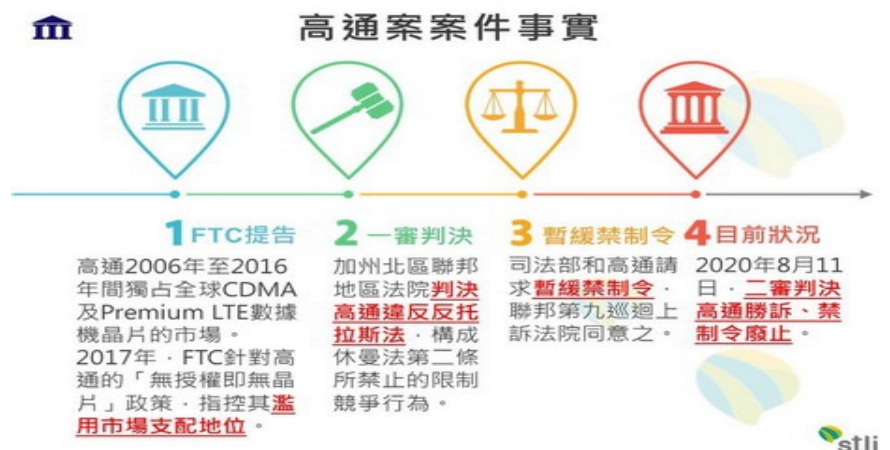 高通案案件事實
1 FTC提告
高通2006年至2016
年間獨占全球CDMA
及Premium LTE數據
機晶片的市場。
2017年，FTC針對高
通的「無授權即無晶
片」政策，指控其濫
用市場支配地位。
2 一審判決
加州北區聯邦
地區法院判決
高通違反反托
拉斯法，構成
休曼法第二條
所禁止的限制
競爭行為。
3 暫緩禁制令
司法部和高通請
求暫緩禁制令，
聯邦第九巡迴上
訴法院同意之。
4 目前狀況
2020年8月11
日，二審判決
高通勝訴、禁
制令廢止。
stli